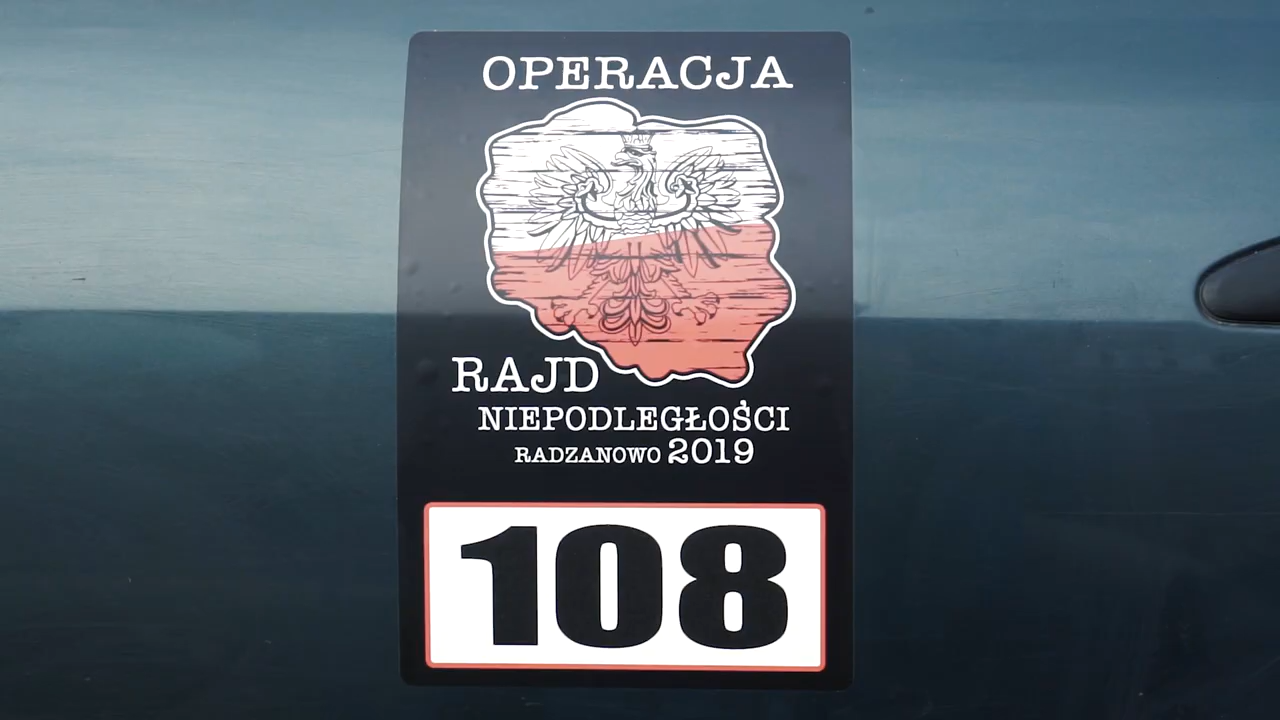 OPERACJA
RAJD
NIEPODLEGŁOŚCI
RADZANOWO 2019
108